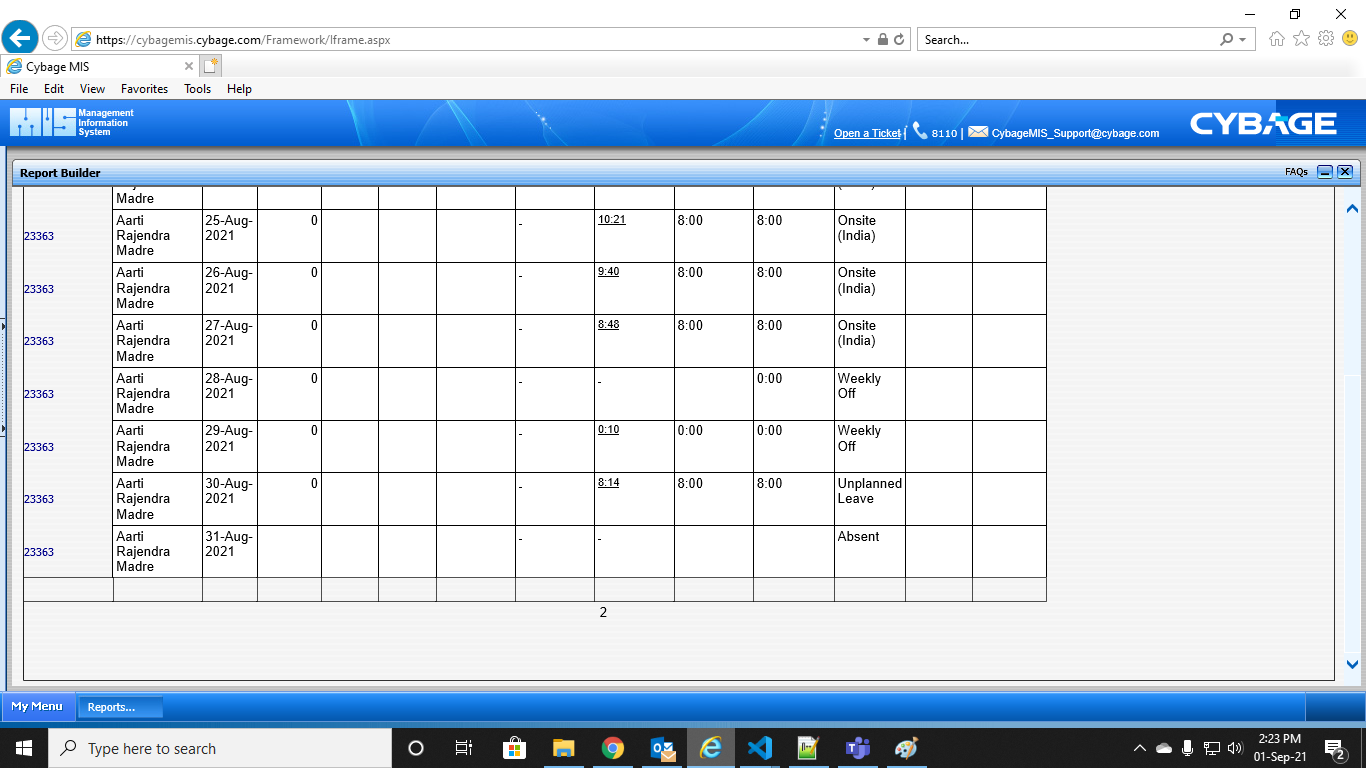 https://cybagemis.cybage.com/Framework/Iframe.aspx
Search...
Cybage MIS
File Edit View Favorites Tools Help
MIS Management
Information
System
Open a Ticket | 8110 | CybageMIS_Support@cybage.com
CYBAGE
Report Builder
FAQs
Madre
23363 Aarti Rajendra Madre 25-Aug-2021 0 - 10:21 8:00 8:00 Onsite (India)
23363 Aarti Rajendra Madre 26-Aug-2021 0 - 9:40 8:00 8:00 Onsite (India)
23363 Aarti Rajendra Madre 27-Aug-2021 0 - 8:48 8:00 8:00 Onsite (India)
23363 Aarti Rajendra Madre 28-Aug-2021 0 - - 0:00 Weekly Off
23363 Aarti Rajendra Madre 29-Aug-2021 0 - 0:10 0:00 0:00 Weekly Off
23363 Aarti Rajendra Madre 30-Aug-2021 0 - 8:14 8:00 8:00 Unplanned Leave
23363 Aarti Rajendra Madre 31-Aug-2021 - - Absent
2
My Menu Reports...
Type here to search
2:23 PM
01-Sep-21
2